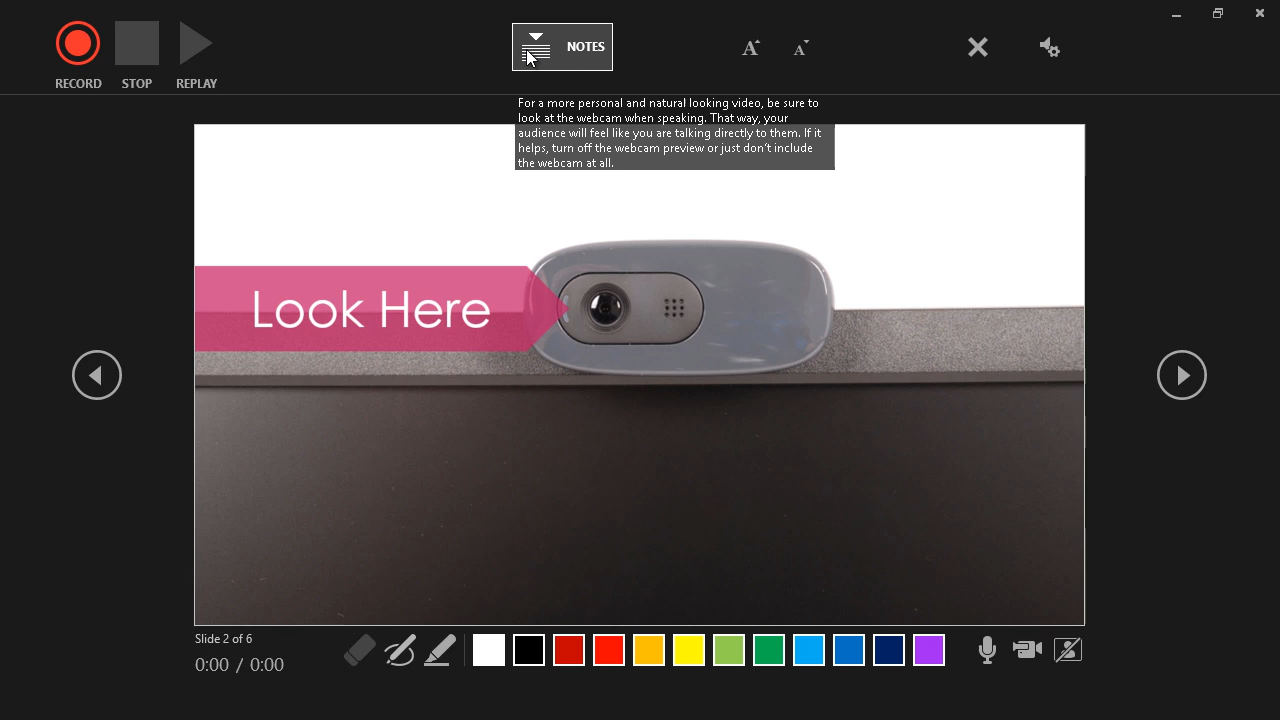 RECORD STOP REPLAY
NOTES
A A
For a more personal and natural looking video, be sure to
look at the webcam when speaking. That way, your
audience will feel like you are talking directly to them. If it
helps, turn off the webcam preview or just don't include
the webcam at all.
Look Here
Slide 2 of 6
0:00 / 0:00